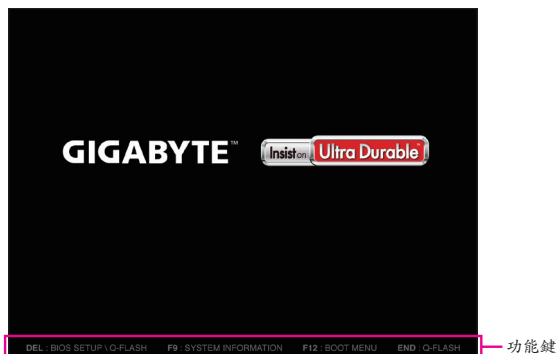 GIGABYTE™ Insist on Ultra Durable™
DEL : BIOS SETUP \ Q-FLASH F9 : SYSTEM INFORMATION F12 : BOOT MENU END : Q-FLASH
功能鍵